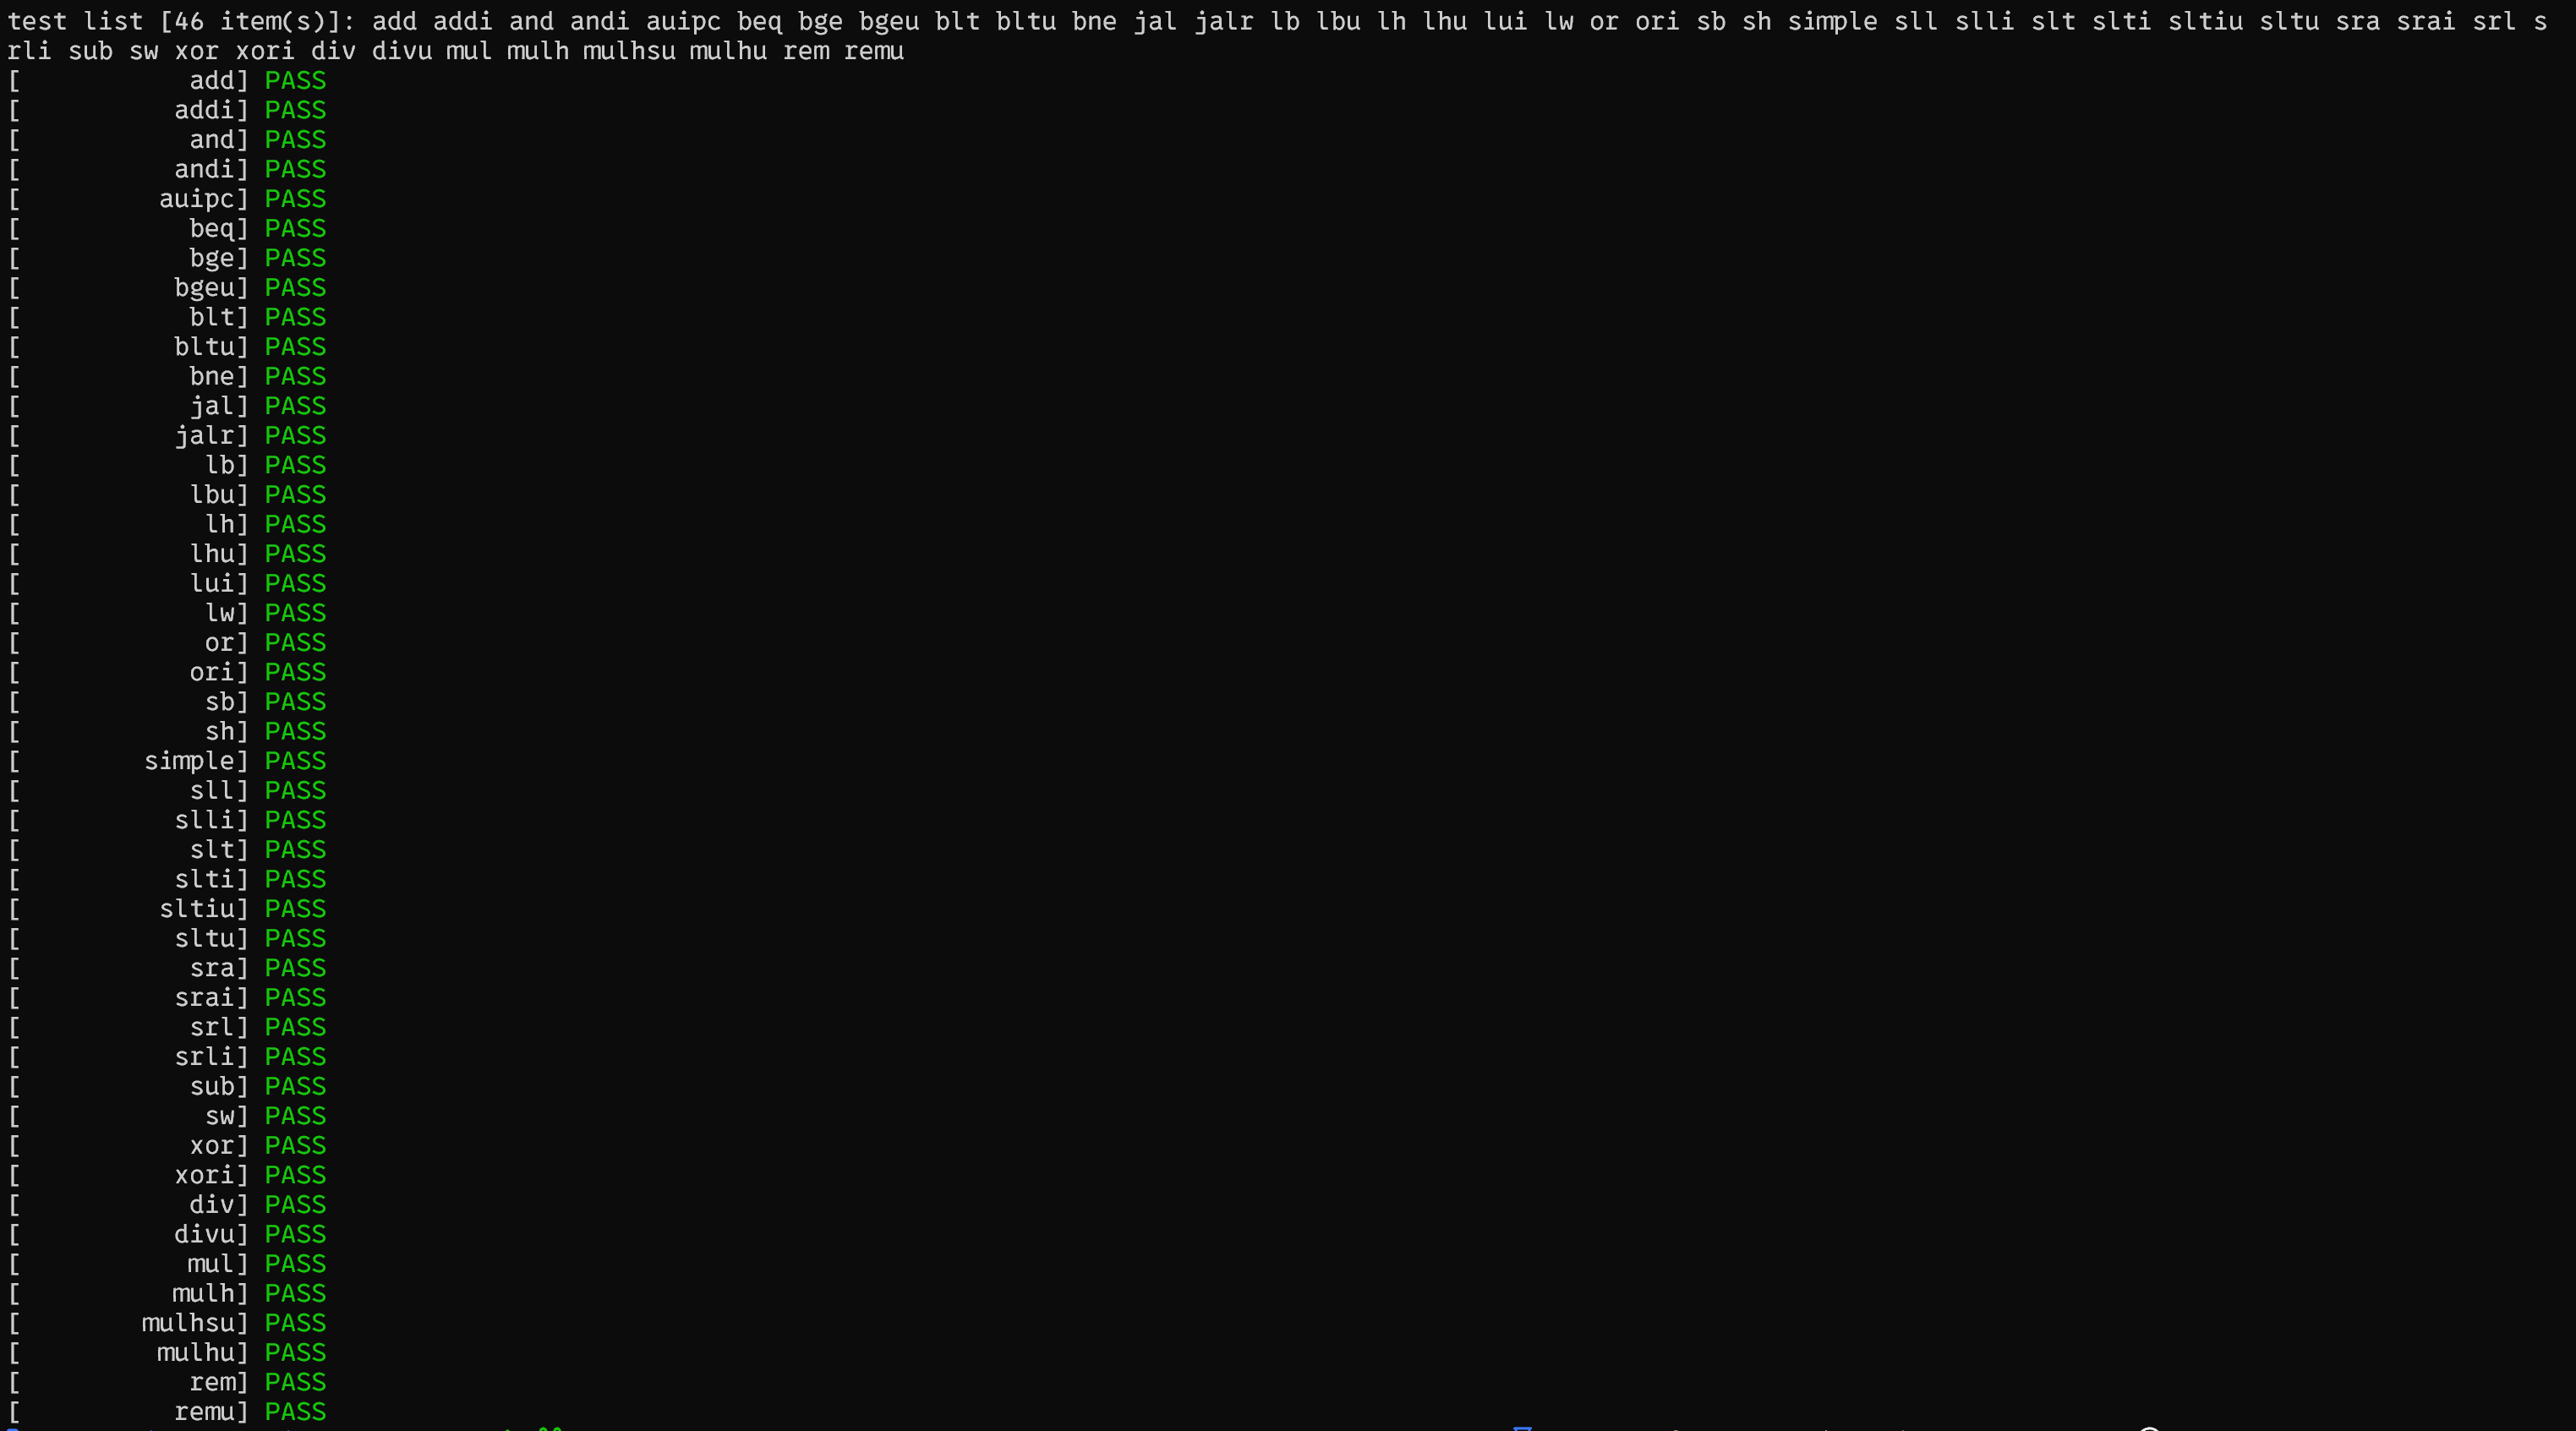 test list [46 item(s)]: add addi and andi auipc beq bge bgeu blt bltu bne jal jalr lb lbu lh lhu lui lw or ori sb sh simple sll slli slt slti sltiu sltu sra srai srl s
rli sub sw xor xori div divu mul mulh mulhsu mulhu rem remu
[           add] PASS
[          addi] PASS
[           and] PASS
[          andi] PASS
[         auipc] PASS
[           beq] PASS
[           bge] PASS
[          bgeu] PASS
[           blt] PASS
[          bltu] PASS
[           bne] PASS
[           jal] PASS
[          jalr] PASS
[            lb] PASS
[           lbu] PASS
[            lh] PASS
[           lhu] PASS
[           lui] PASS
[            lw] PASS
[            or] PASS
[           ori] PASS
[            sb] PASS
[            sh] PASS
[        simple] PASS
[           sll] PASS
[          slli] PASS
[           slt] PASS
[          slti] PASS
[         sltiu] PASS
[          sltu] PASS
[           sra] PASS
[          srai] PASS
[           srl] PASS
[          srli] PASS
[           sub] PASS
[            sw] PASS
[           xor] PASS
[          xori] PASS
[           div] PASS
[          divu] PASS
[           mul] PASS
[          mulh] PASS
[        mulhsu] PASS
[         mulhu] PASS
[           rem] PASS
[          remu] PASS